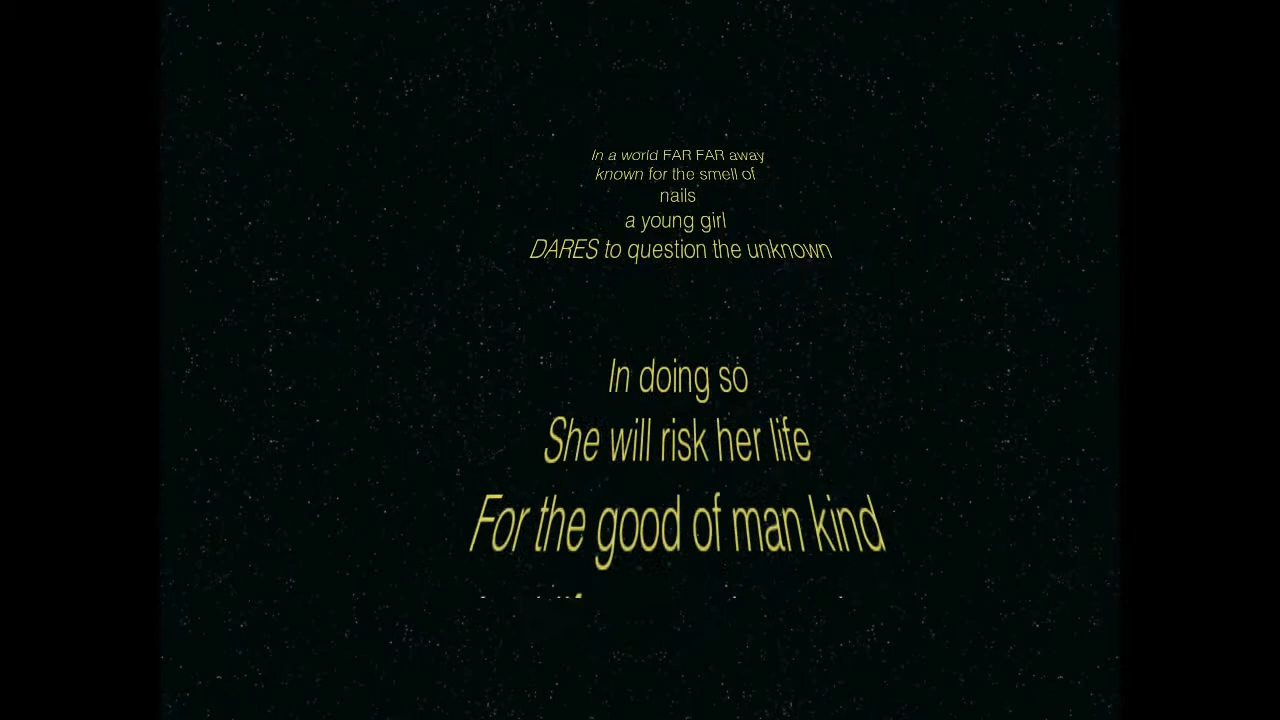 In a world FAR FAR away
known for the smell of
nails
a young girl
DARES to question the unknown
In doing so
She will risk her life
For the good of man kind